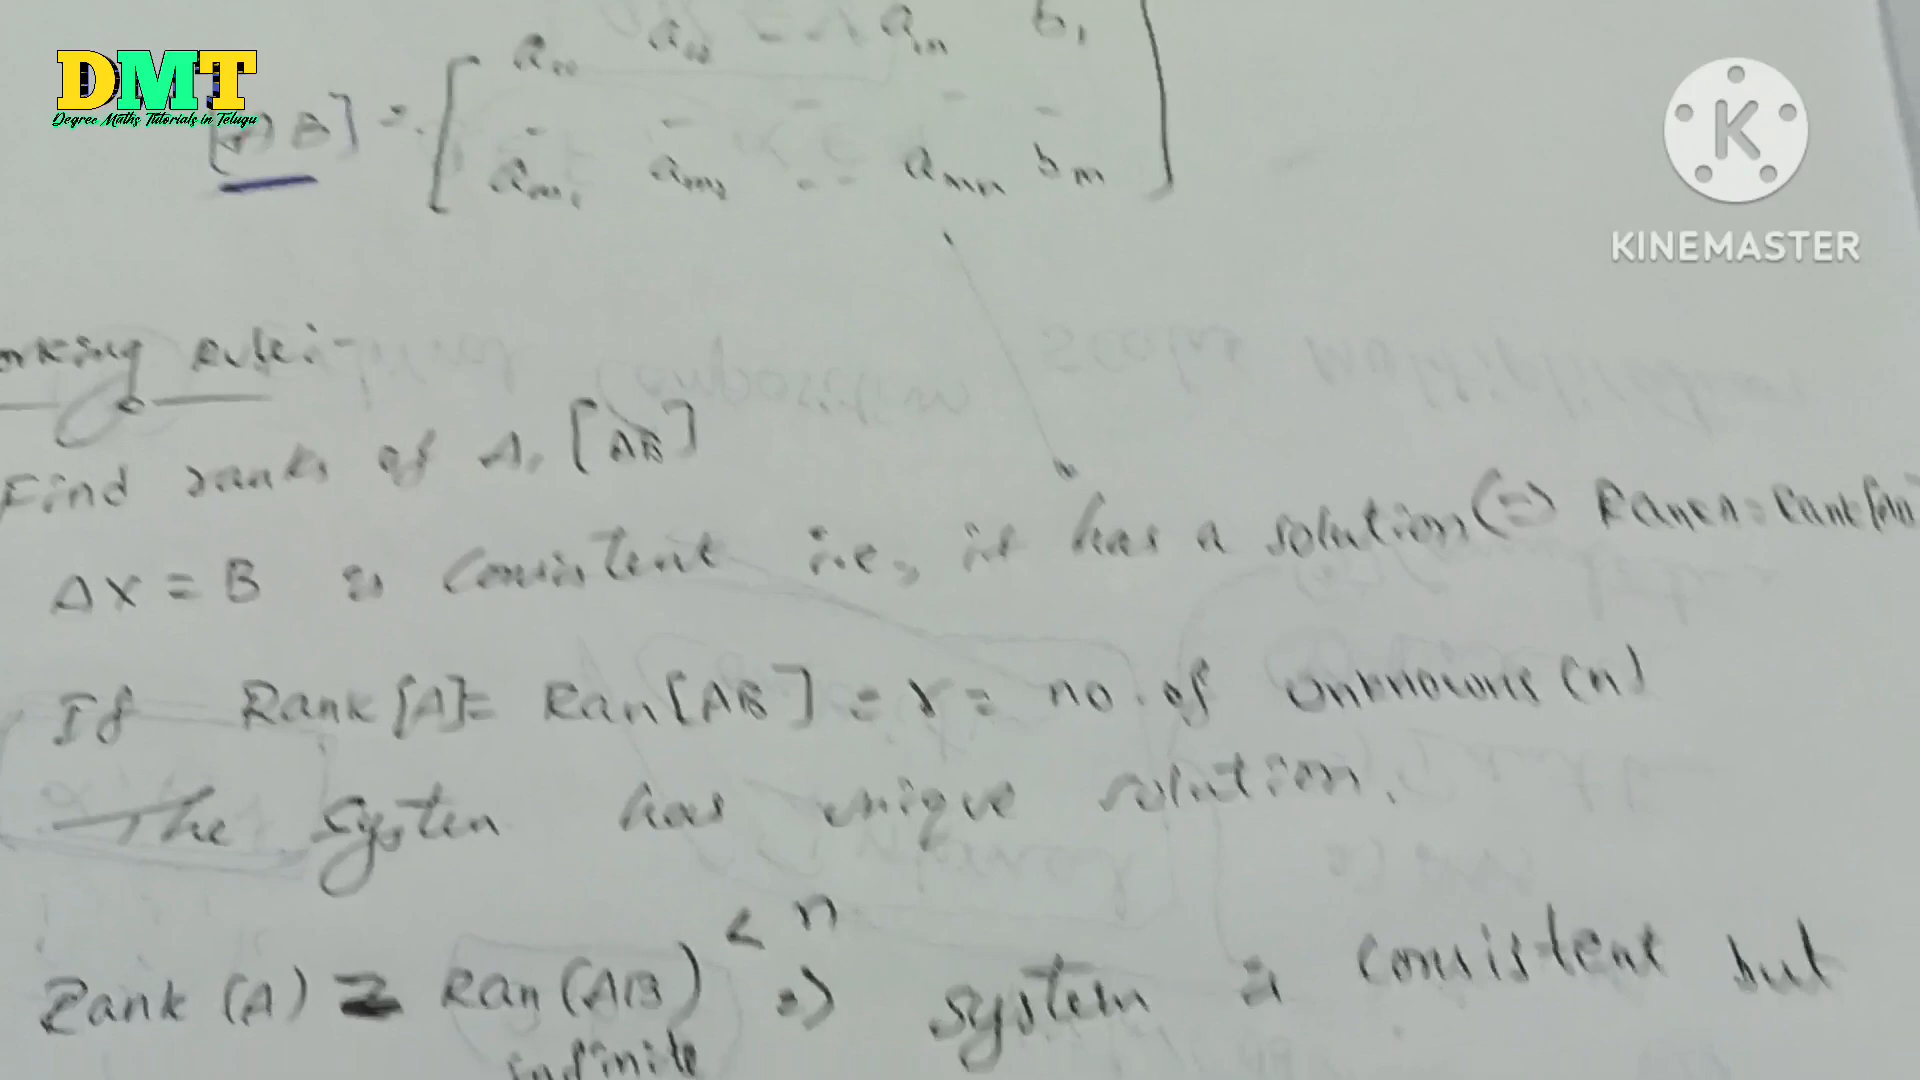 DMT
Degree Maths Tutorials in Telugu
KINEMASTER
a₁₁ a₁₂ - - a₁ₙ b₁
B] = [ - - - - -
aₘ₁ aₘ₂ - - aₘₙ bₘ ]
orking Rule:-
Find ranks of A, [AB]
AX = B is consistent i.e., it has a solution (=) Rank A = Rank [AB]
If Rank [A] = Ran [AB] = r = no. of unknowns (n)
The System has unique solution.
Rank (A) = Ran (AB) < n => system is consistent but
infinite